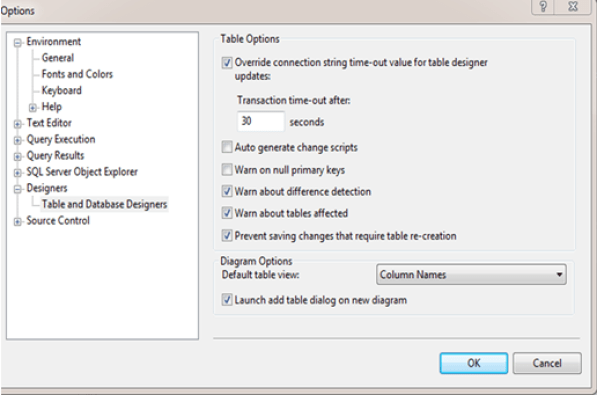 Options
Environment
General
Fonts and Colors
Keyboard
Help
Text Editor
Query Execution
Query Results
SQL Server Object Explorer
Designers
Table and Database Designers
Source Control
Table Options
Override connection string time-out value for table designer
updates:
Transaction time-out after:
30 seconds
Auto generate change scripts
Warn on null primary keys
Warn about difference detection
Warn about tables affected
Prevent saving changes that require table re-creation
Diagram Options
Default table view: Column Names
Launch add table dialog on new diagram
OK Cancel